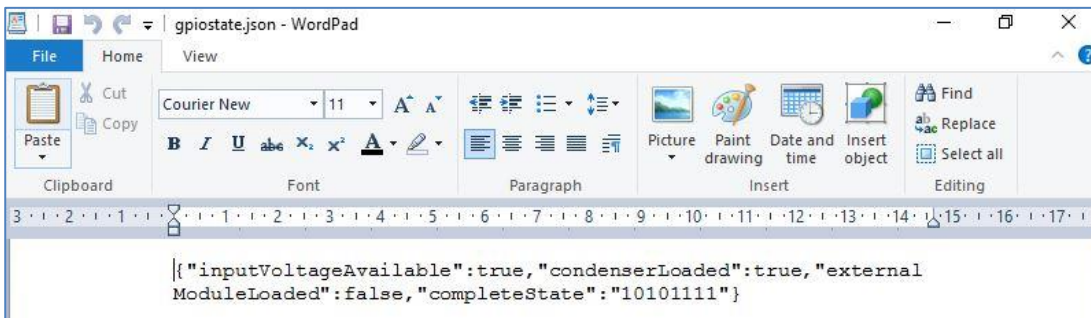 gpiostate.json - WordPad
File Home View
Cut
Copy
Paste
Clipboard
Courier New 11 A A
B I U abc X₂ X² A
Font
Paragraph
Picture
Paint drawing
Date and time
Insert object
Insert
Find
Replace
Select all
Editing
3 2 1 1 2 3 4 5 6 7 8 9 10 11 12 13 14 15 16 17
{"inputVoltageAvailable":true,"condenserLoaded":true,"external
ModuleLoaded":false,"completeState":"10101111"}